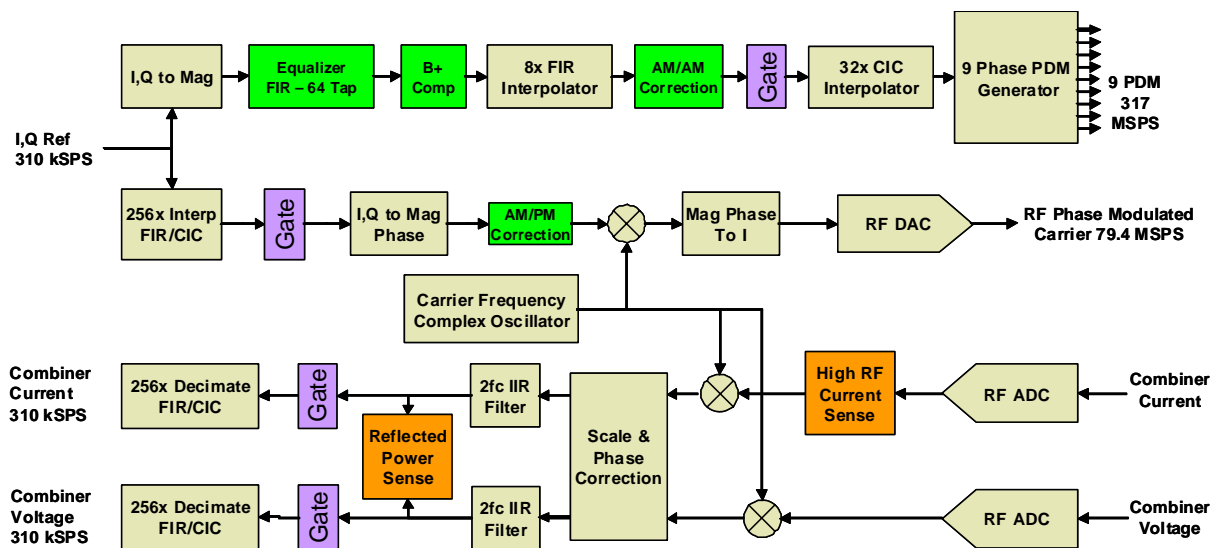 I,Q to Mag
Equalizer
FIR – 64 Tap
B+
Comp
8x FIR
Interpolator
AM/AM
Correction
Gate
32x CIC
Interpolator
9 Phase PDM
Generator
9 PDM
317
MSPS
I,Q Ref
310 kSPS
256x Interp
FIR/CIC
Gate
I,Q to Mag
Phase
AM/PM
Correction
Mag Phase
To I
RF DAC
RF Phase Modulated
Carrier 79.4 MSPS
Carrier Frequency
Complex Oscillator
Combiner
Current
310 kSPS
256x Decimate
FIR/CIC
Gate
2fc IIR
Filter
High RF
Current
Sense
RF ADC
Combiner
Current
Reflected
Power
Sense
Scale &
Phase
Correction
Combiner
Voltage
310 kSPS
256x Decimate
FIR/CIC
Gate
2fc IIR
Filter
RF ADC
Combiner
Voltage